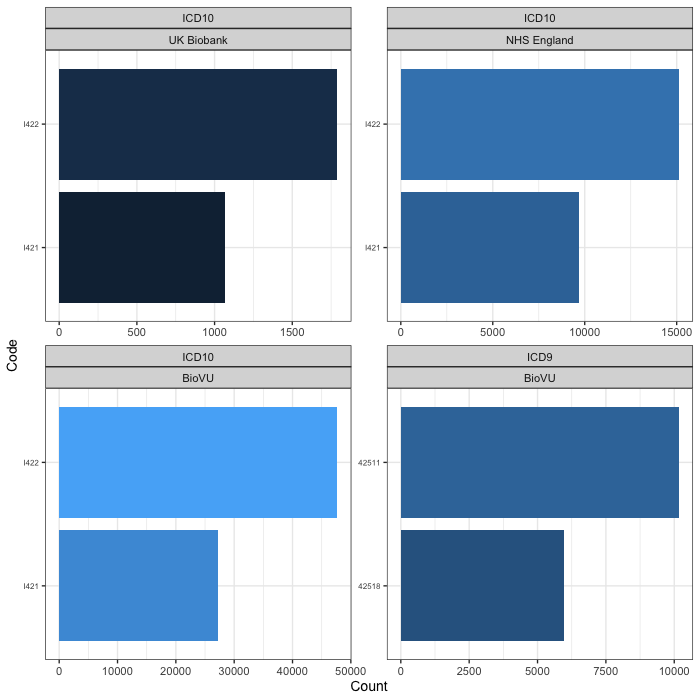 ICD10
UK Biobank
I422
I421
0 500 1000 1500
ICD10
NHS England
I422
I421
0 5000 10000 15000
Code
ICD10
BioVU
I422
I421
0 10000 20000 30000 40000 50000
ICD9
BioVU
42511
42518
0 2500 5000 7500 10000
Count